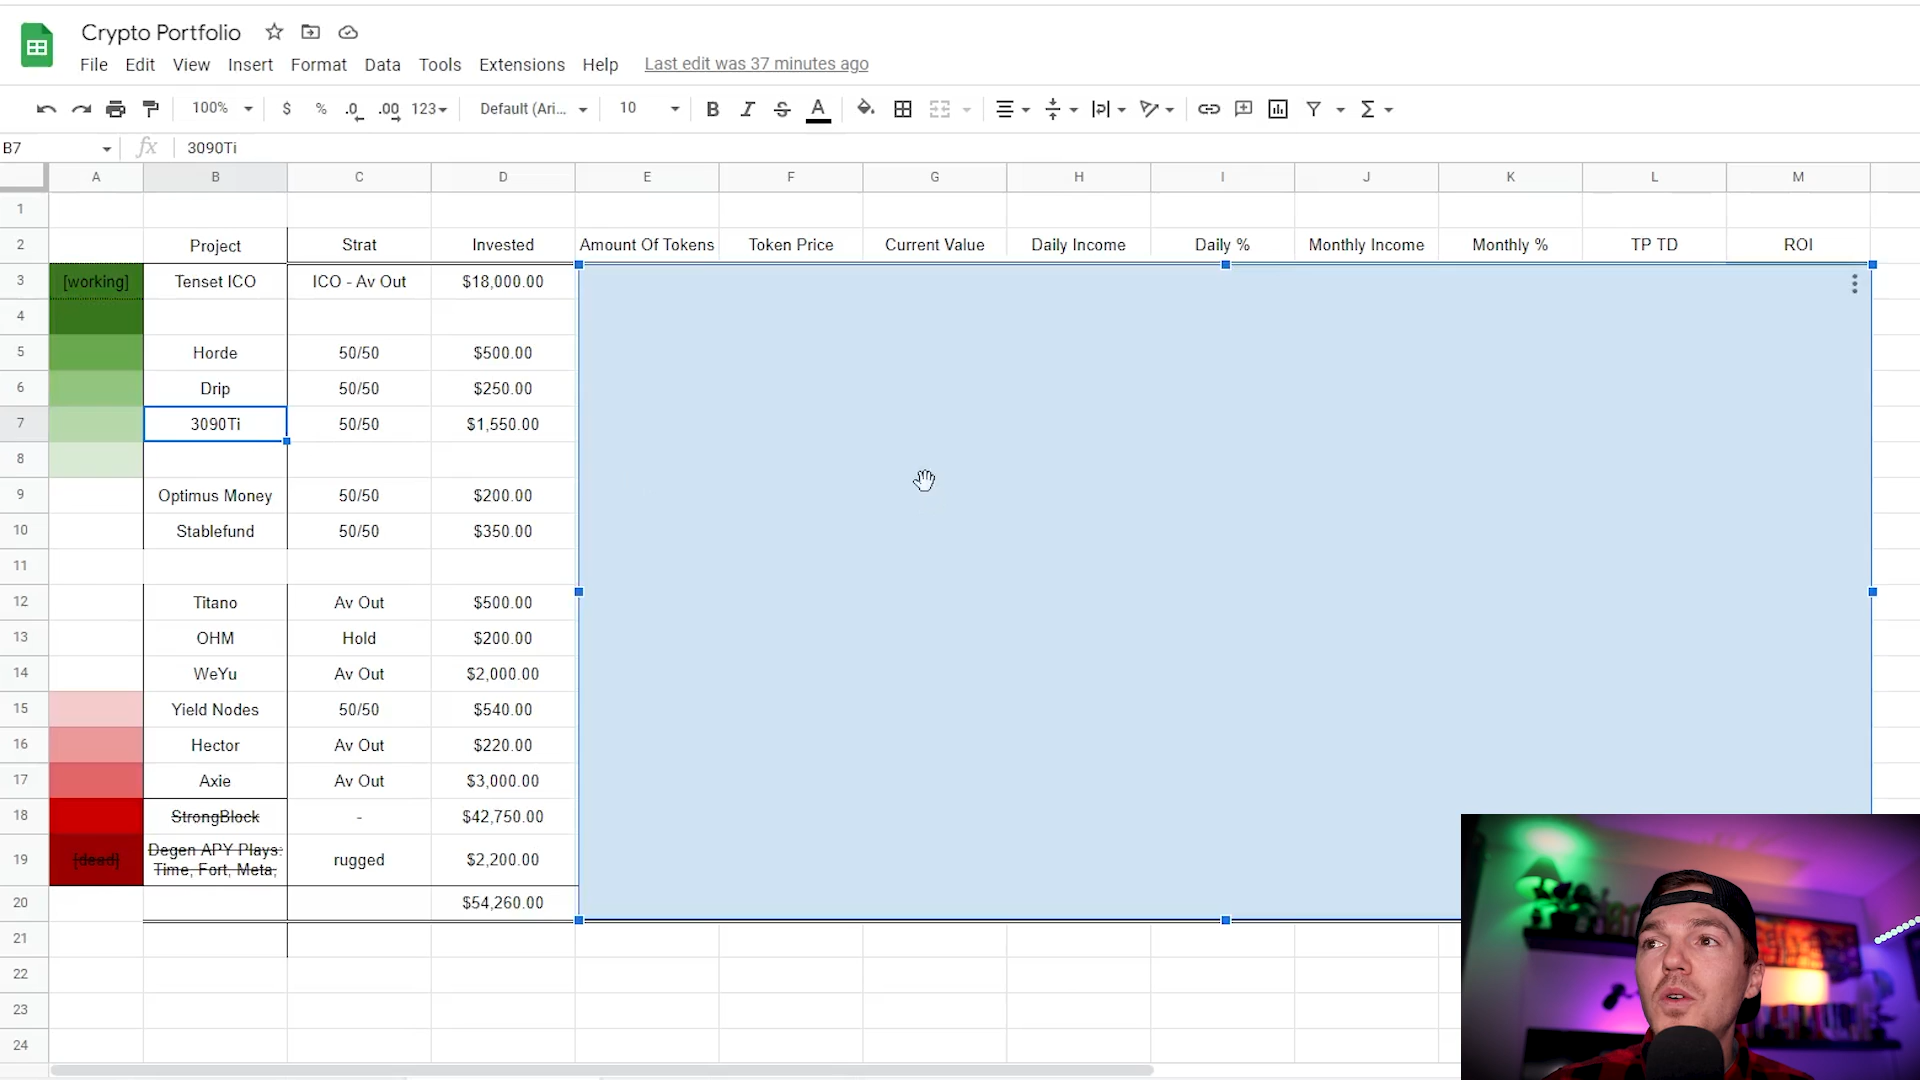 Crypto Portfolio
File Edit View Insert Format Data Tools Extensions Help Last edit was 37 minutes ago
100% $ % .0 .00 123 Default (Ari... 10 B I S A
B7 fx 3090Ti
A B C D E F G H I J K L M
1
2 Project Strat Invested Amount Of Tokens Token Price Current Value Daily Income Daily % Monthly Income Monthly % TP TD ROI
3 [working] Tenset ICO ICO - Av Out $18,000.00
4
5 Horde 50/50 $500.00
6 Drip 50/50 $250.00
7 3090Ti 50/50 $1,550.00
8
9 Optimus Money 50/50 $200.00
10 Stablefund 50/50 $350.00
11
12 Titano Av Out $500.00
13 OHM Hold $200.00
14 WeYu Av Out $2,000.00
15 Yield Nodes 50/50 $540.00
16 Hector Av Out $220.00
17 Axie Av Out $3,000.00
18 StrongBlock - $42,750.00
19 [dead] Degen APY Plays: Time, Fort, Meta, rugged $2,200.00
20 $54,260.00
21
22
23
24